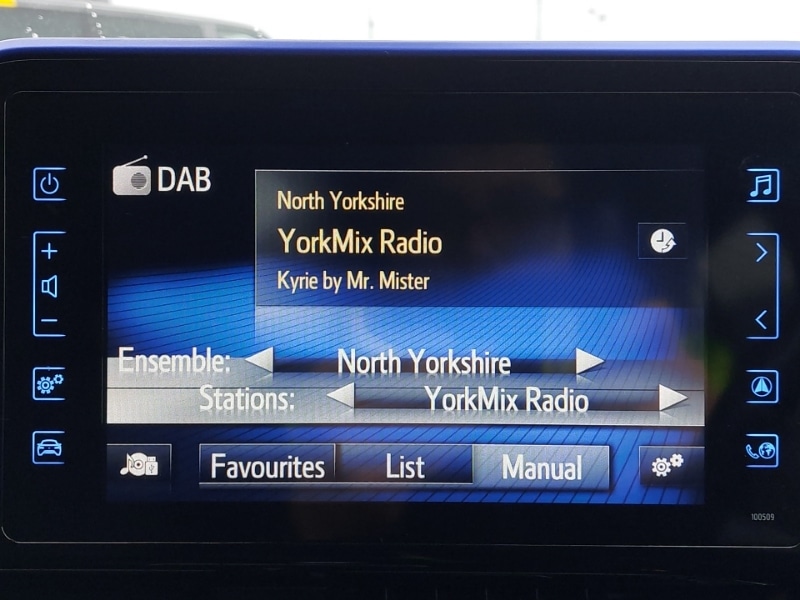 DAB
North Yorkshire
YorkMix Radio
Kyrie by Mr. Mister
Ensemble: North Yorkshire
Stations: YorkMix Radio
Favourites List Manual
100509